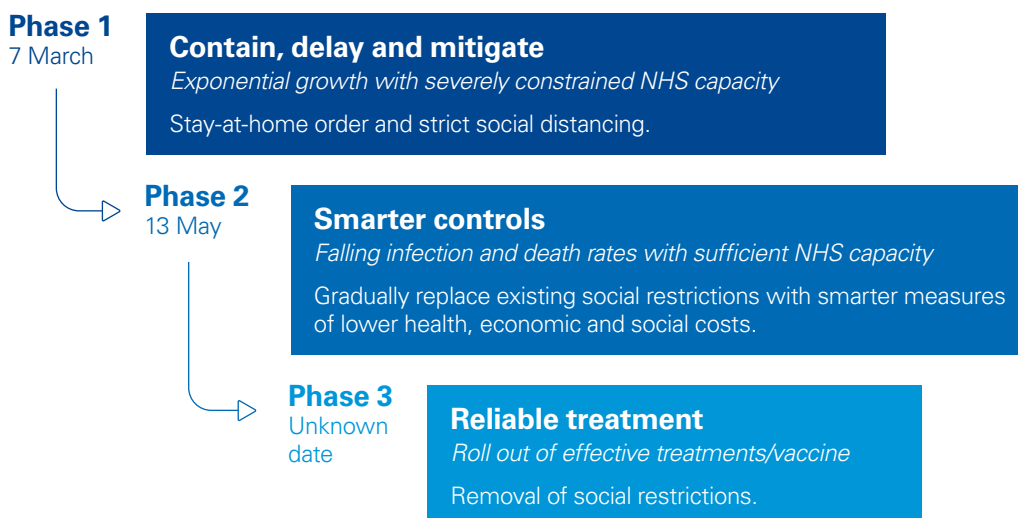 Phase 1
7 March
Contain, delay and mitigate
Exponential growth with severely constrained NHS capacity
Stay-at-home order and strict social distancing.
Phase 2
13 May
Smarter controls
Falling infection and death rates with sufficient NHS capacity
Gradually replace existing social restrictions with smarter measures
of lower health, economic and social costs.
Phase 3
Unknown
date
Reliable treatment
Roll out of effective treatments/vaccine
Removal of social restrictions.